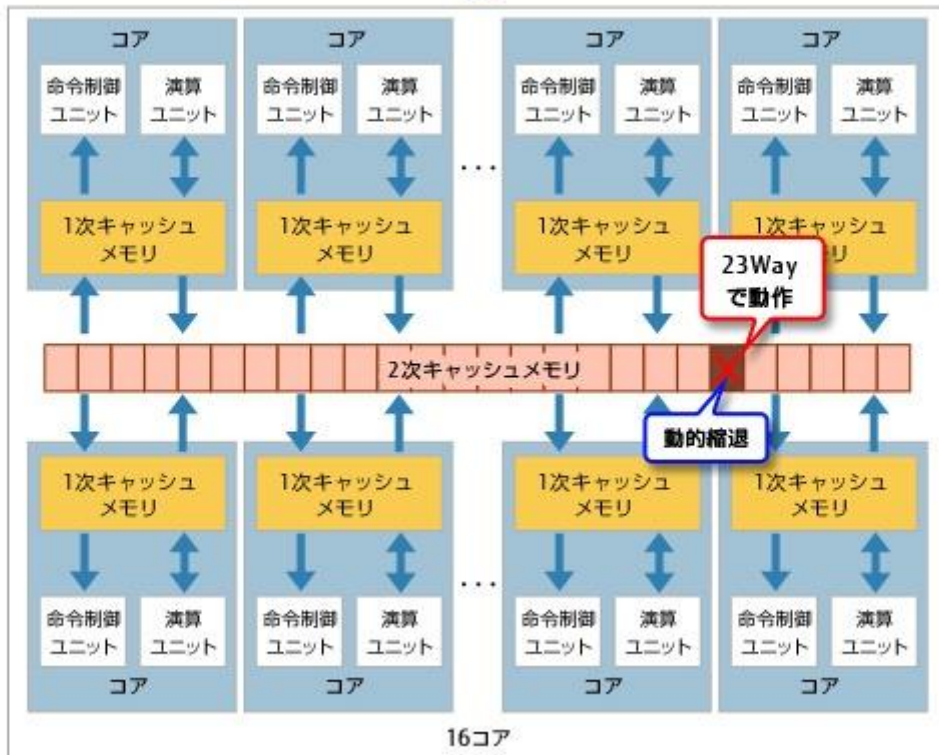 コア コア コア コア
命令制御 演算 命令制御 演算 命令制御 演算 命令制御 演算
ユニット ユニット ユニット ユニット ユニット ユニット ユニット ユニット
...
...
1次キャッシュ 1次キャッシュ 1次キャッシュ 1次キャッシュ
メモリ メモリ メモリ メモリ
23Way
で動作
2次キャッシュメモリ
動的縮退
1次キャッシュ 1次キャッシュ 1次キャッシュ 1次キャッシュ
メモリ メモリ メモリ メモリ
命令制御 演算 命令制御 演算 命令制御 演算 命令制御 演算
ユニット ユニット ユニット ユニット ユニット ユニット ユニット ユニット
コア コア コア コア
16コア